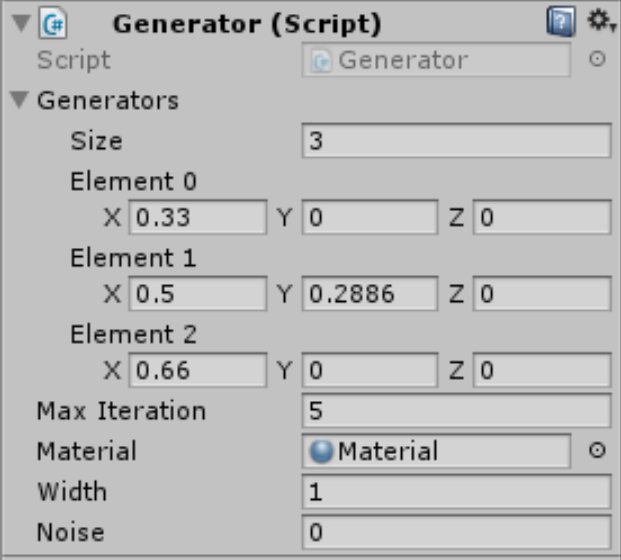 Generator (Script)
Script Generator
Generators
Size 3
Element 0
X 0.33 Y 0 Z 0
Element 1
X 0.5 Y 0.2886 Z 0
Element 2
X 0.66 Y 0 Z 0
Max Iteration 5
Material Material
Width 1
Noise 0